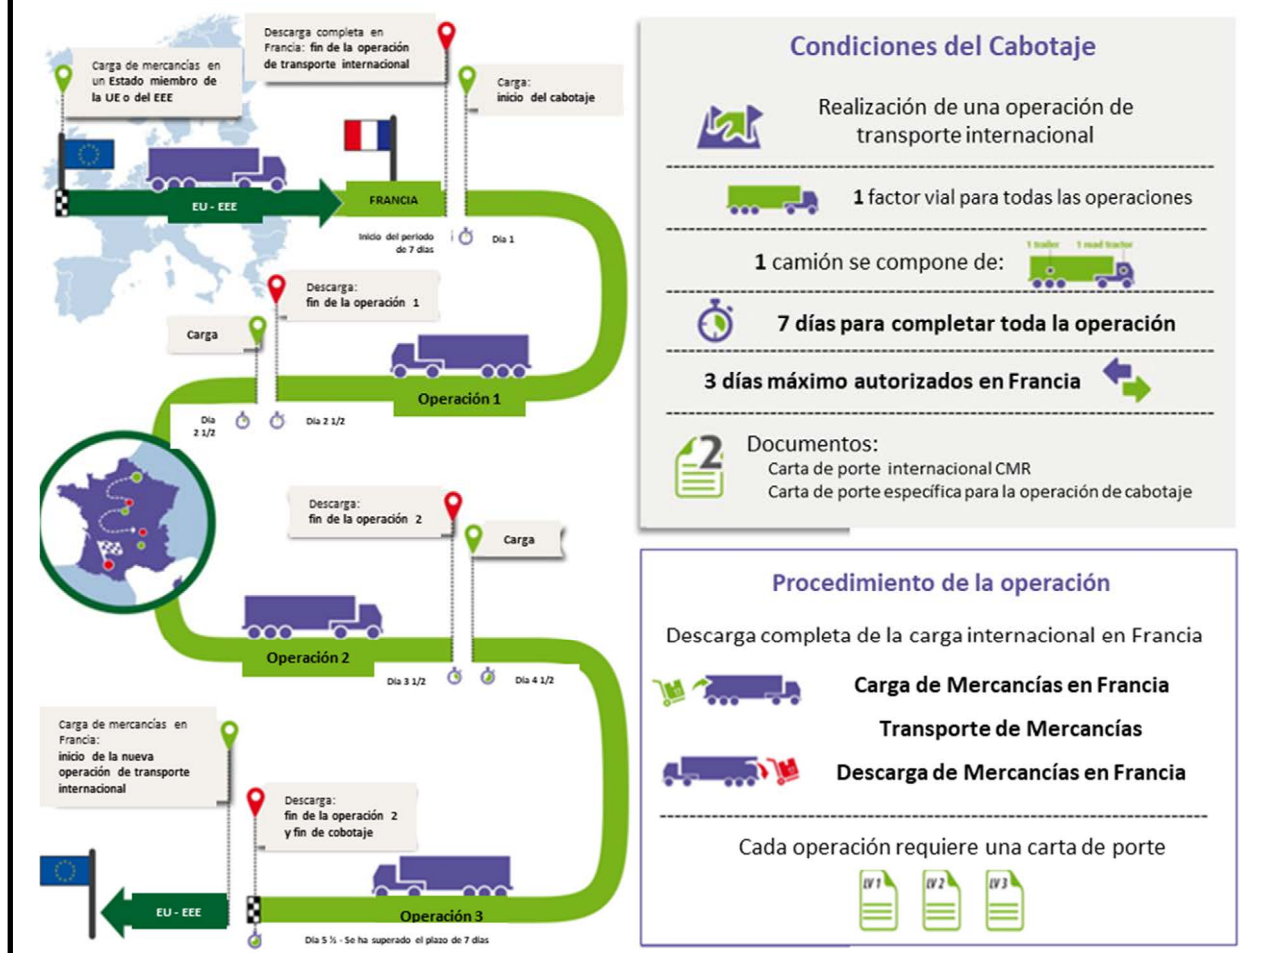 Carga de mercancías en
un Estado miembro de
la UE o del EEE
Descarga completa en
Francia: fin de la operación
de transporte internacional
Carga:
inicio del cabotaje
EU - EEE
FRANCIA
Inicio del período
de 7 días
Día 1
Descarga:
fin de la operación 1
Carga
Operación 1
Día
2 1/2
Día 2 1/2
Descarga:
fin de la operación 2
Carga
Operación 2
Día 3 1/2
Día 4 1/2
Carga de mercancías en
Francia:
inicio de la nueva
operación de transporte
internacional
Descarga:
fin de la operación 2
y fin de cobotaje
EU - EEE
Operación 3
Día 5 ½ - Se ha superado el plazo de 7 días
Condiciones del Cabotaje
Realización de una operación de
transporte internacional
1 factor vial para todas las operaciones
1 trailer 1 road tractor
1 camión se compone de:
7 días para completar toda la operación
3 días máximo autorizados en Francia
2
Documentos:
Carta de porte internacional CMR
Carta de porte específica para la operación de cabotaje
Procedimiento de la operación
Descarga completa de la carga internacional en Francia
Carga de Mercancías en Francia
Transporte de Mercancías
Descarga de Mercancías en Francia
Cada operación requiere una carta de porte
LV 1 LV 2 LV 3